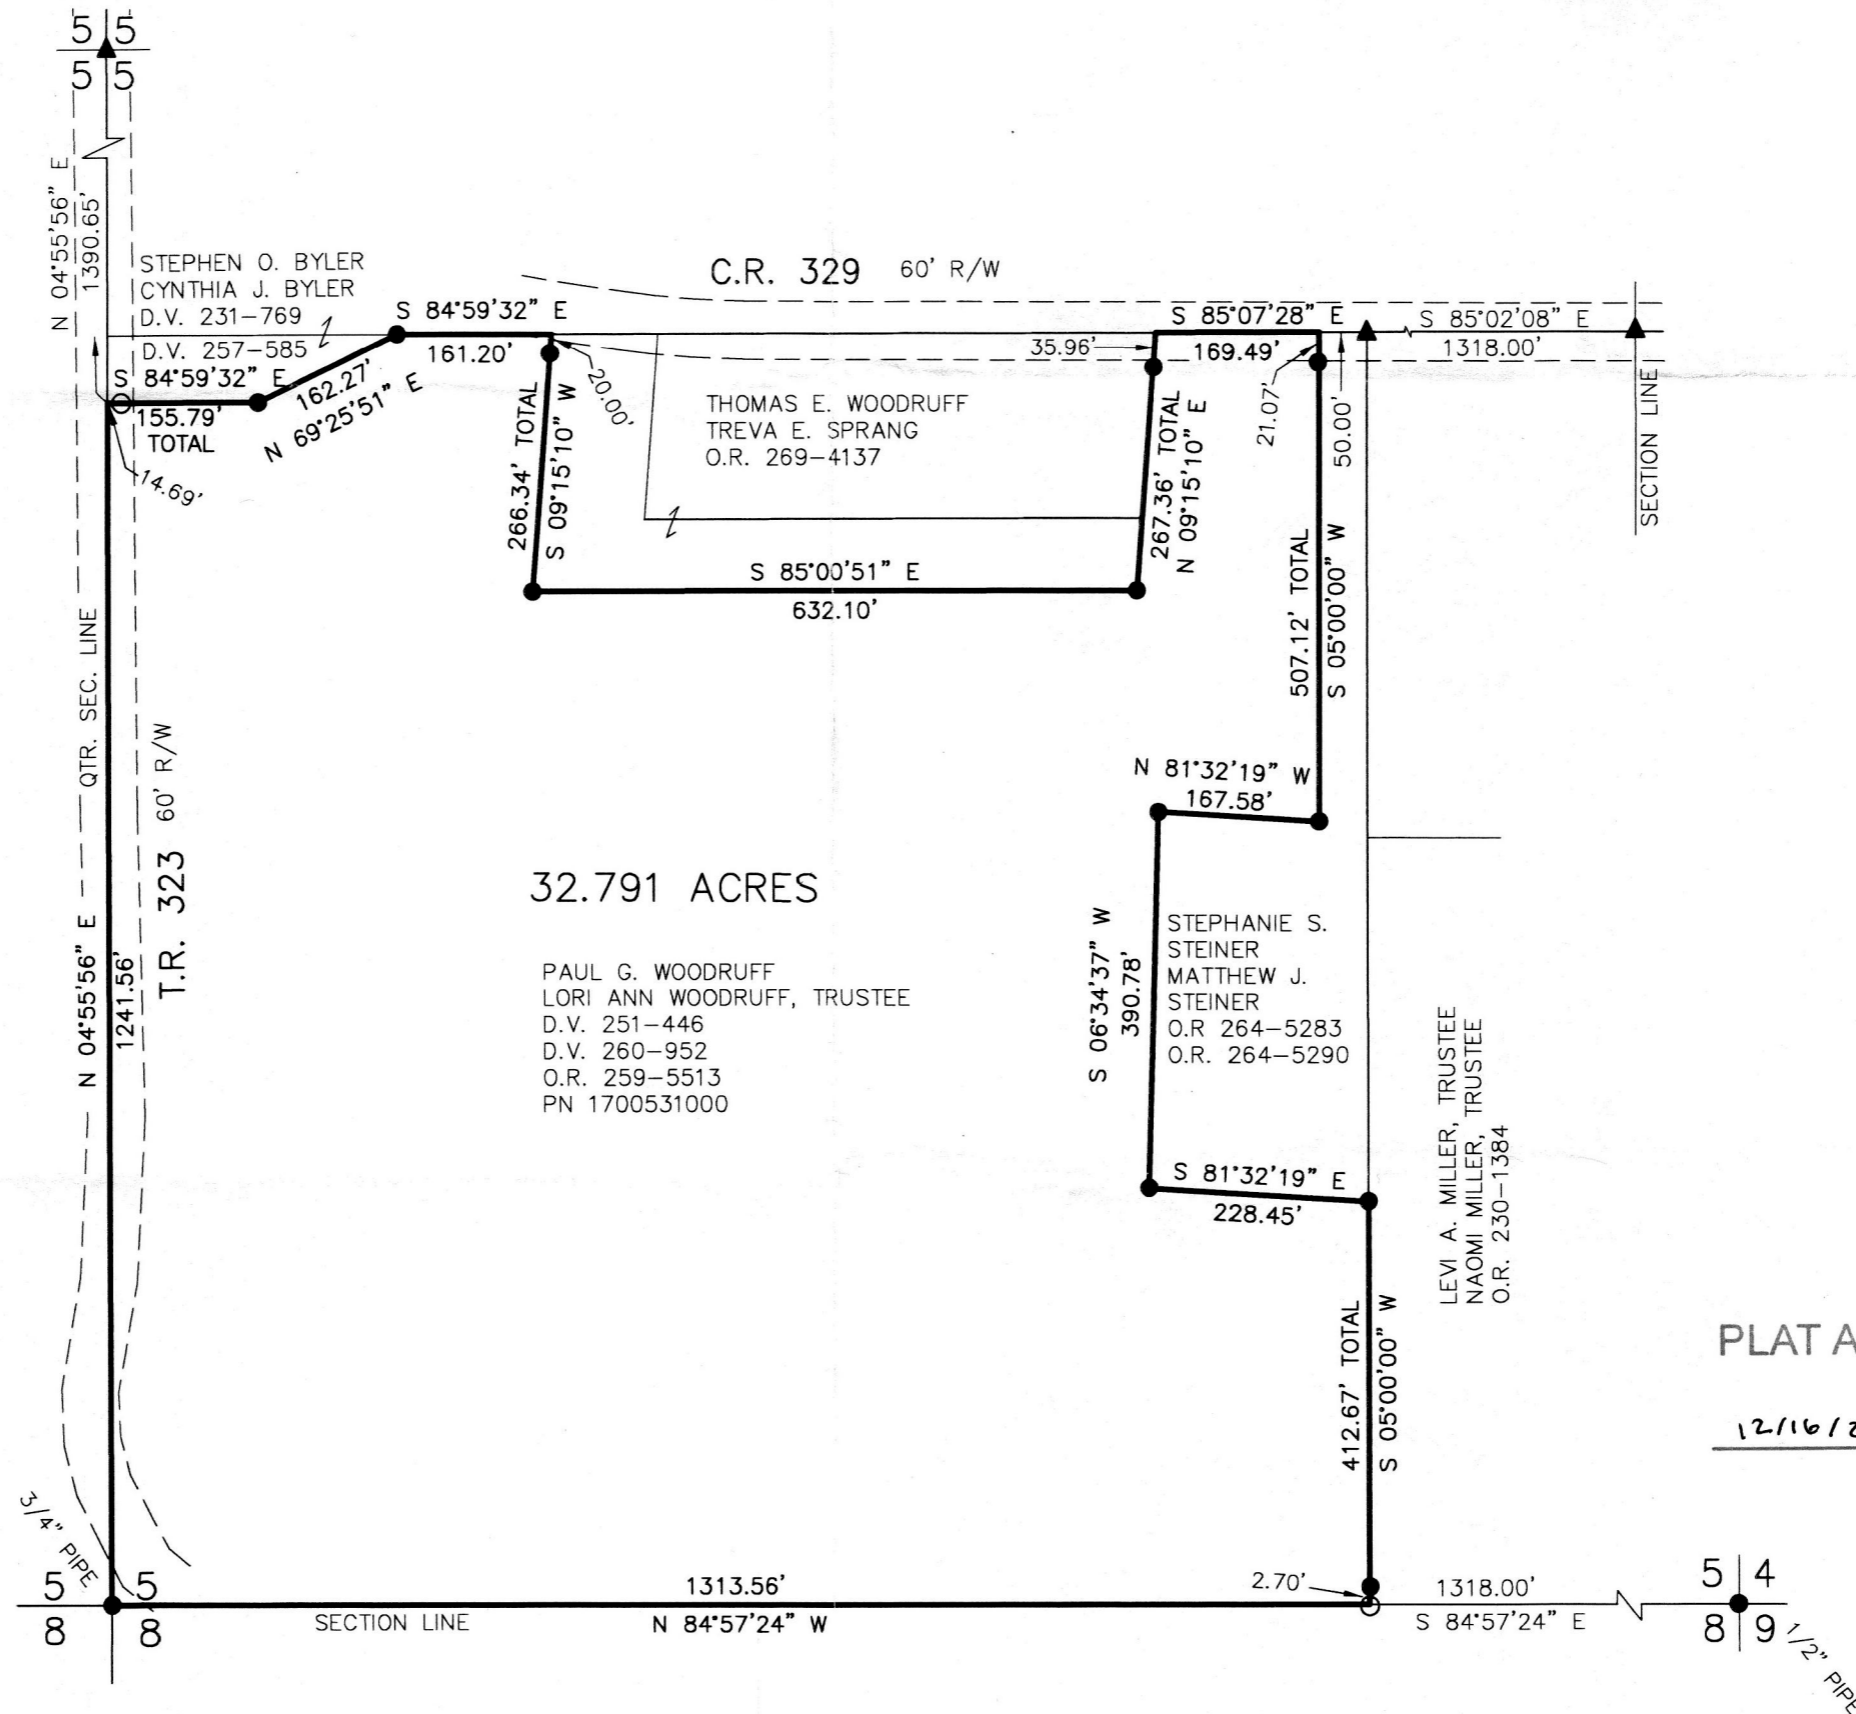 5 5
5 5
N 04°55'56" E
1390.65'
STEPHEN O. BYLER
CYNTHIA J. BYLER
D.V. 231-769
D.V. 257-585
S 84°59'32" E
155.79'
TOTAL
14.69'
162.27'
N 69°25'51" E
S 84°59'32" E
161.20'
20.00'
C.R. 329 60' R/W
266.34' TOTAL
S 09°15'10" W
THOMAS E. WOODRUFF
TREVA E. SPRANG
O.R. 269-4137
S 85°00'51" E
632.10'
35.96'
S 85°07'28" E
169.49'
267.36' TOTAL
N 09°15'10" E
21.07'
50.00'
S 85°02'08" E
1318.00'
SECTION LINE
507.12' TOTAL
S 05°00'00" W
N 81°32'19" W
167.58'
QTR. SEC. LINE
N 04°55'56" E
1241.56'
T.R. 323 60' R/W
32.791 ACRES
PAUL G. WOODRUFF
LORI ANN WOODRUFF, TRUSTEE
D.V. 251-446
D.V. 260-952
O.R. 259-5513
PN 1700531000
S 06°34'37" W
390.78'
STEPHANIE S.
STEINER
MATTHEW J.
STEINER
O.R 264-5283
O.R. 264-5290
S 81°32'19" E
228.45'
LEVI A. MILLER, TRUSTEE
NAOMI MILLER, TRUSTEE
O.R. 230-1384
412.67' TOTAL
S 05°00'00" W
PLAT A
12/16/2
3/4" PIPE
5 5
8 8
SECTION LINE
1313.56'
N 84°57'24" W
2.70'
1318.00'
S 84°57'24" E
5 4
8 9
1/2" PIPE